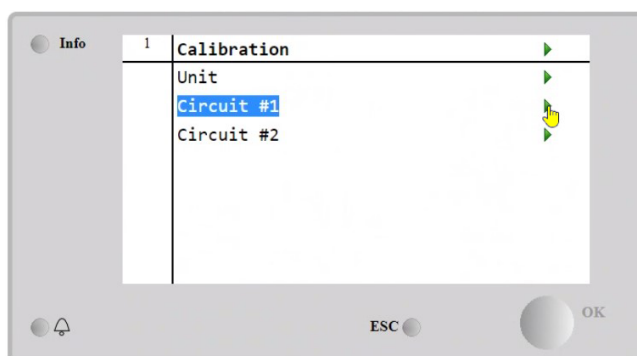 Info
1 Calibration
Unit
Circuit #1
Circuit #2
ESC
OK